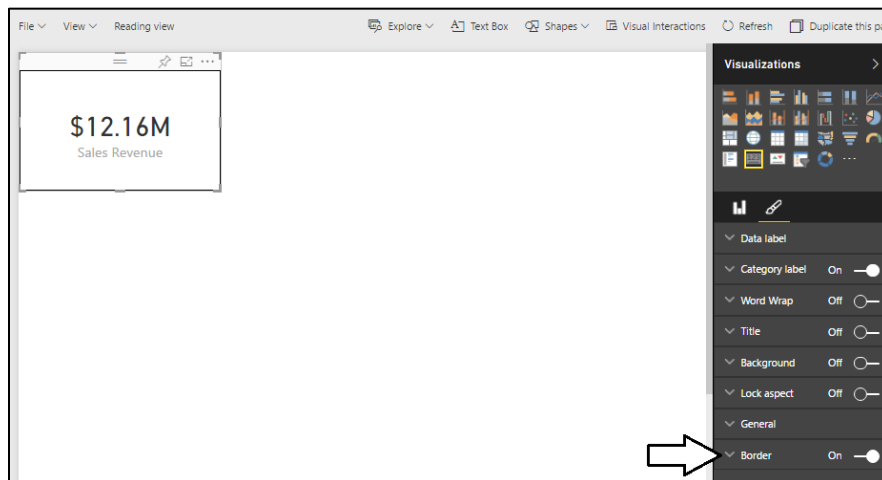 File View Reading view Explore Text Box Shapes Visual Interactions Refresh Duplicate this pa
Visualizations
$12.16M
Sales Revenue
Data label
Category label On
Word Wrap Off
Title Off
Background Off
Lock aspect Off
General
Border On